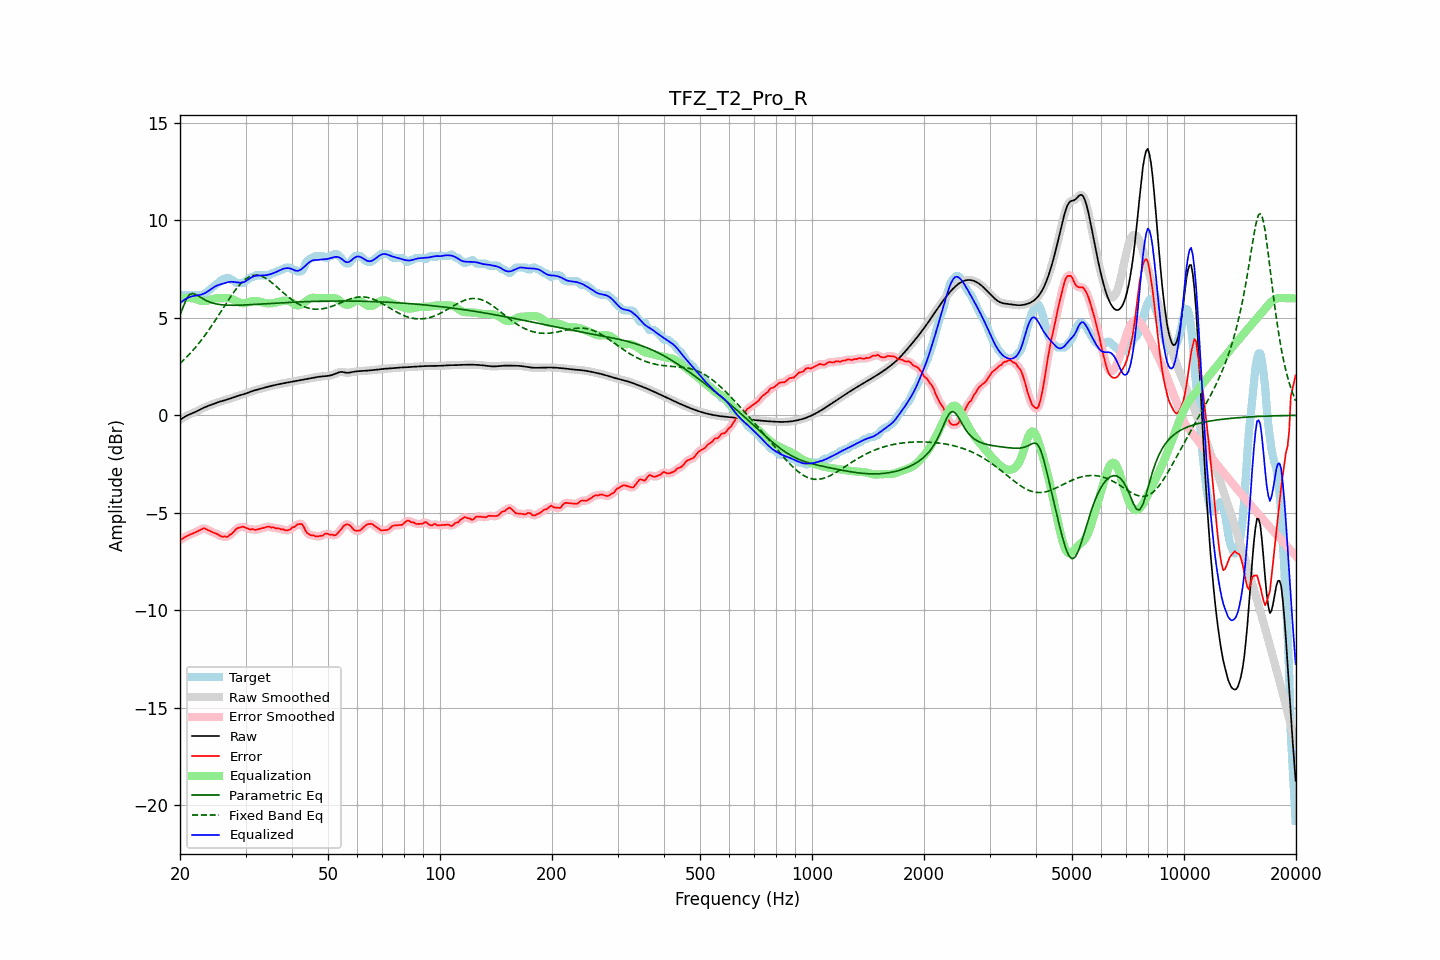 TFZ_T2_Pro_R
15
10
5
0
−5
−10
−15
−20
Amplitude (dBr)
Target
Raw Smoothed
Error Smoothed
Raw
Error
Equalization
Parametric Eq
Fixed Band Eq
Equalized
20 50 100 200 500 1000 2000 5000 10000 20000
Frequency (Hz)